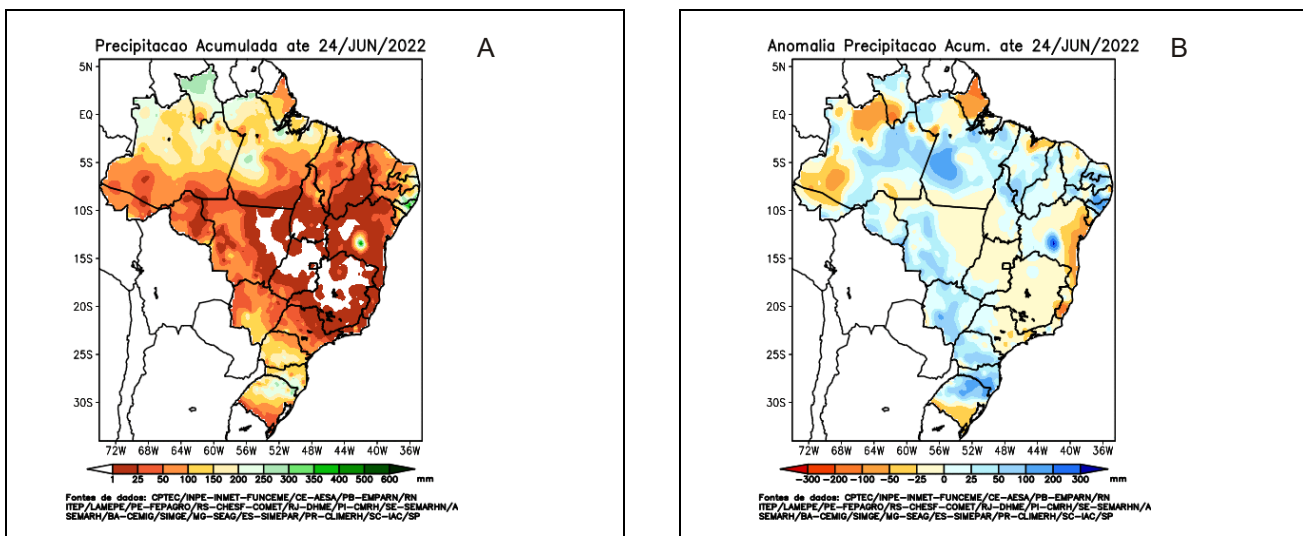 Precipitacao Acumulada ate 24/JUN/2022
A
5N
EQ
5S
10S
15S
20S
25S
30S
72W 68W 64W 60W 56W 52W 48W 44W 40W 36W
1 25 50 100 150 200 250 300 350 400 500 600 mm
Fontes de dados: CPTEC/INPE-INMET-FUNCEME/CE-AESA/PB-EMPARN/RN
ITEP/LAMEPE/PE-FEPAGRO/RS-CHESF-COMET/RJ-DHME/PI-CMRH/SE-SEMARHN/A
SEMARH/BA-CEMIG/SIMGE/MG-SEAG/ES-SIMEPAR/PR-CLIMERH/SC-IAC/SP
Anomalia Precipitacao Acum. ate 24/JUN/2022
B
5N
EQ
5S
10S
15S
20S
25S
30S
72W 68W 64W 60W 56W 52W 48W 44W 40W 36W
-300 -200 -100 -50 -25 25 50 100 200 300 mm
Fontes de dados: CPTEC/INPE-INMET-FUNCEME/CE-AESA/PB-EMPARN/RN
ITEP/LAMEPE/PE-FEPAGRO/RS-CHESF-COMET/RJ-DHME/PI-CMRH/SE-SEMARHN/A
SEMARH/BA-CEMIG/SIMGE/MG-SEAG/ES-SIMEPAR/PR-CLIMERH/SC-IAC/SP